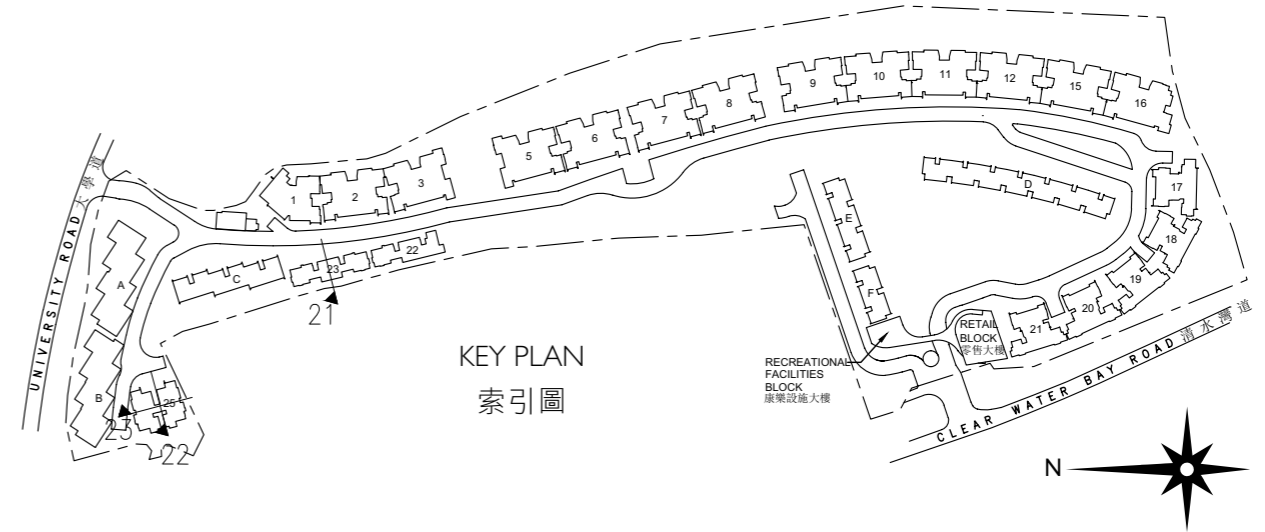 9
10
11
12
15
16
8
7
6
5
3
2
1
17
18
19
20
21
D
E
F
22
23
C
A
B
25
21
23
22
UNIVERSITY ROAD 大學道
KEY PLAN
索引圖
RETAIL
BLOCK
零售大樓
RECREATIONAL
FACILITIES
BLOCK
康樂設施大樓
CLEAR WATER BAY ROAD 清水灣道
N